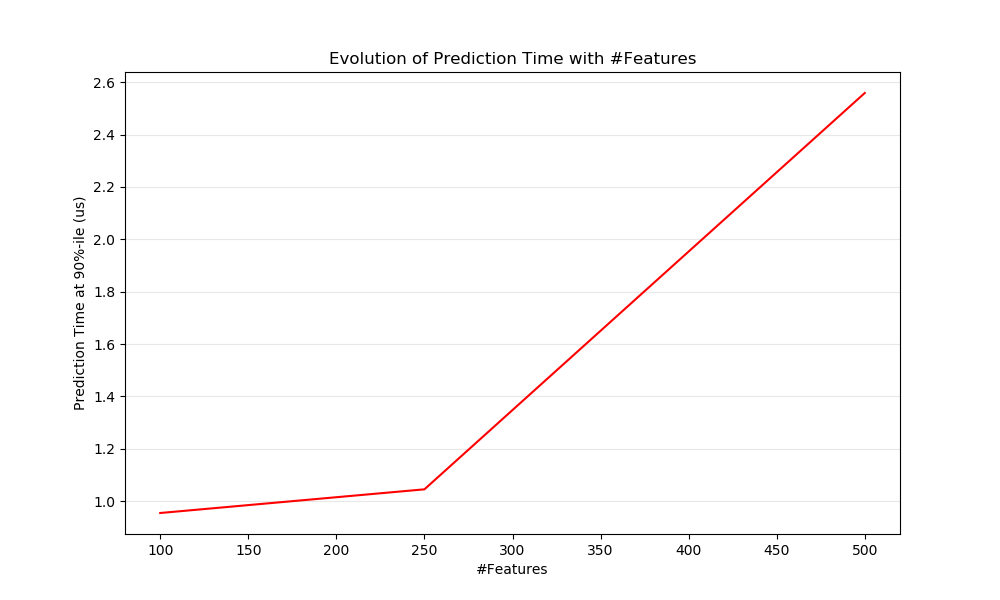 Evolution of Prediction Time with #Features
Prediction Time at 90%-ile (us)
2.6
2.4
2.2
2.0
1.8
1.6
1.4
1.2
1.0
100 150 200 250 300 350 400 450 500
#Features